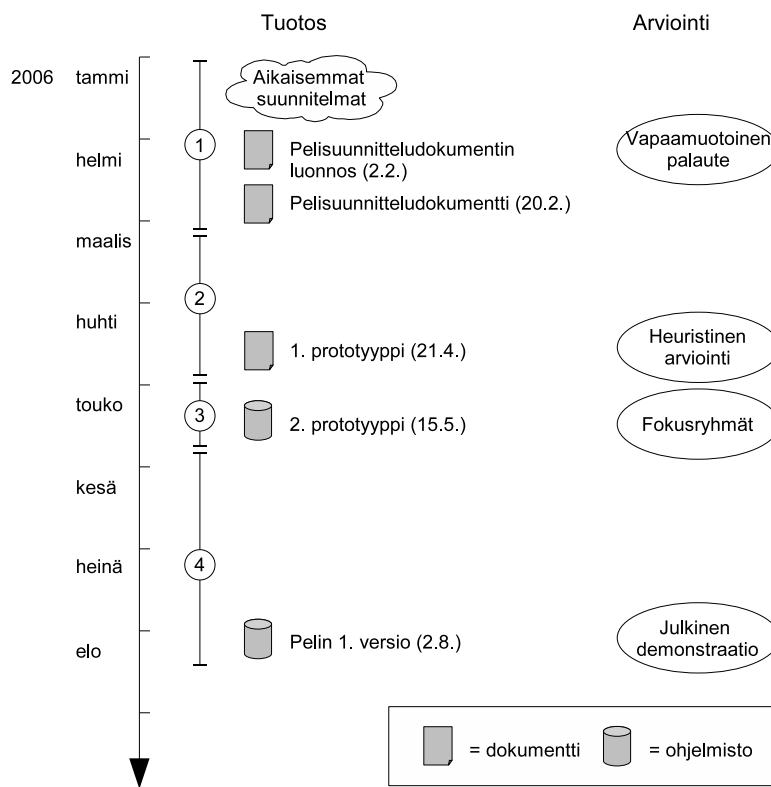 Tuotos
Arviointi
2006
tammi
Aikaisemmat
suunnitelmat
helmi
1
Pelisuunnitteludokumentin
luonnos (2.2.)
Vapaamuotoinen
palaute
Pelisuunnitteludokumentti (20.2.)
maalis
2
huhti
1. prototyyppi (21.4.)
Heuristinen
arviointi
touko
3
2. prototyyppi (15.5.)
Fokusryhmät
kesä
heinä
4
elo
Pelin 1. versio (2.8.)
Julkinen
demonstraatio
= dokumentti
= ohjelmisto